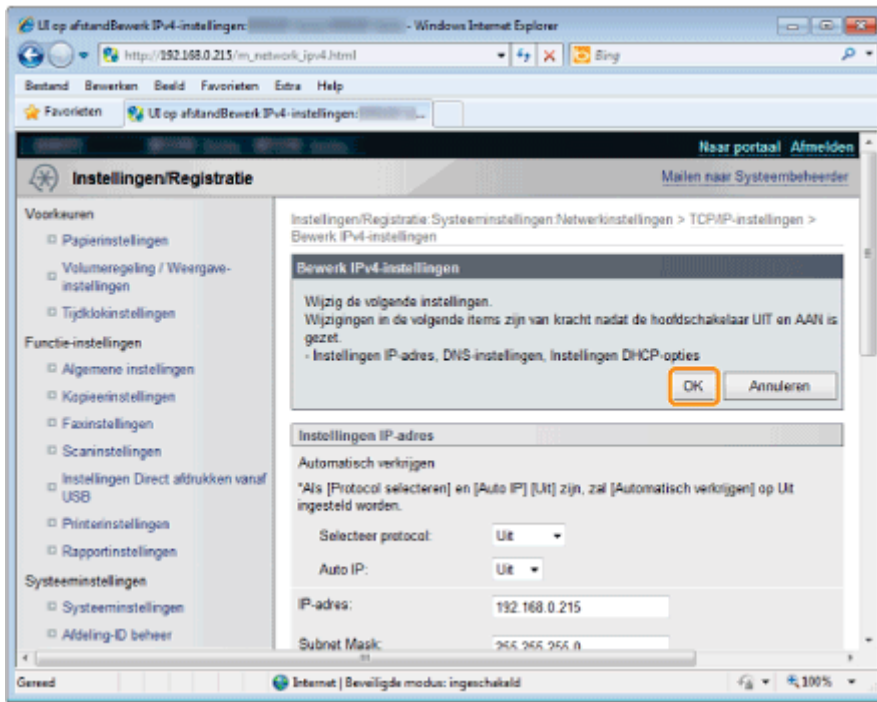 UI op afstandBewerk IPv4-instellingen: - Windows Internet Explorer
http://192.168.0.215/m_network_ipv4.html
Bing
Bestand Bewerken Beeld Favorieten Extra Help
Favorieten UI op afstandBewerk IPv4-instellingen: ...
Naar portaal Afmelden
Instellingen/Registratie
Mailen naar Systeembeheerder
Voorkeuren
Papierinstellingen
Volumeregeling / Weergave-
instellingen
Tijdklokinstellingen
Functie-instellingen
Algemene instellingen
Kopieerinstellingen
Faxinstellingen
Scaninstellingen
Instellingen Direct afdrukken vanaf
USB
Printerinstellingen
Rapportinstellingen
Systeeminstellingen
Systeeminstellingen
Afdeling-ID beheer
Instellingen/Registratie:Systeeminstellingen:Netwerkinstellingen > TCP/IP-instellingen >
Bewerk IPv4-instellingen
Bewerk IPv4-instellingen
Wijzig de volgende instellingen.
Wijzigingen in de volgende items zijn van kracht nadat de hoofdschakelaar UIT en AAN is
gezet.
- Instellingen IP-adres, DNS-instellingen, Instellingen DHCP-opties
OK Annuleren
Instellingen IP-adres
Automatisch verkrijgen
*Als [Protocol selecteren] en [Auto IP] [Uit] zijn, zal [Automatisch verkrijgen] op Uit
ingesteld worden.
Selecteer protocol: Uit
Auto IP: Uit
IP-adres: 192.168.0.215
Subnet Mask: 255.255.255.0
Gereed
Internet | Beveiligde modus: ingeschakeld
100%